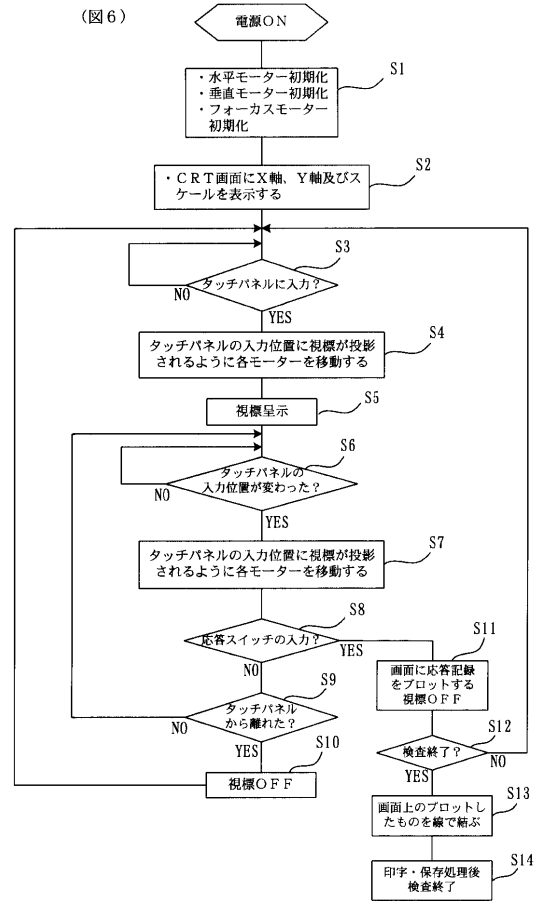 (図6)
電源ON
S1
・水平モーター初期化
・垂直モーター初期化
・フォーカスモーター
初期化
S2
・CRT画面にX軸、Y軸及びス
ケールを表示する
S3
タッチパネルに入力?
NO
YES
S4
タッチパネルの入力位置に視標が投影
されるように各モーターを移動する
S5
視標呈示
S6
タッチパネルの
入力位置が変わった?
NO
YES
S7
タッチパネルの入力位置に視標が投影
されるように各モーターを移動する
S8
応答スイッチの入力?
YES
NO
S11
画面に応答記録
をプロットする
視標OFF
S9
タッチパネル
から離れた?
NO
YES
S12
検査終了?
NO
YES
S10
視標OFF
S13
画面上のプロットし
たものを線で結ぶ
S14
印字・保存処理後
検査終了